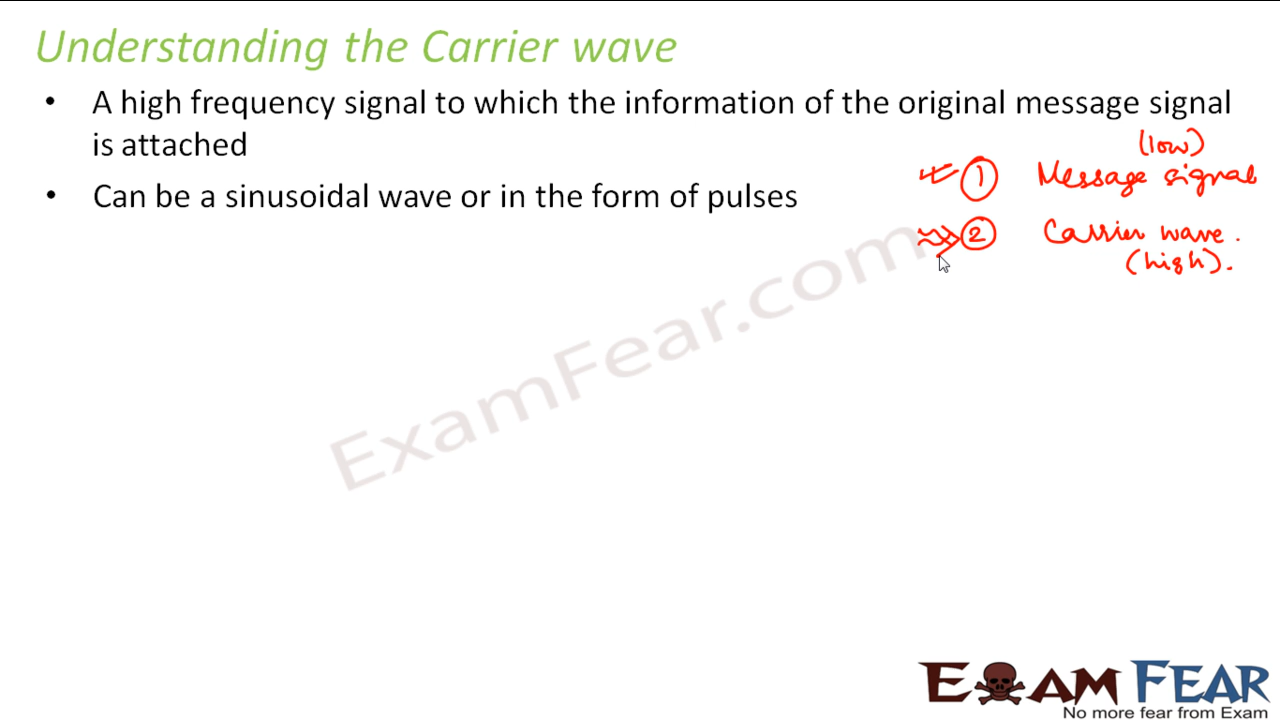 Understanding the Carrier wave
• A high frequency signal to which the information of the original message signal
is attached
(low)
① Message signal
• Can be a sinusoidal wave or in the form of pulses
② Carrier wave.
(high).
ExamFear.com
EXAM FEAR
No more fear from Exam